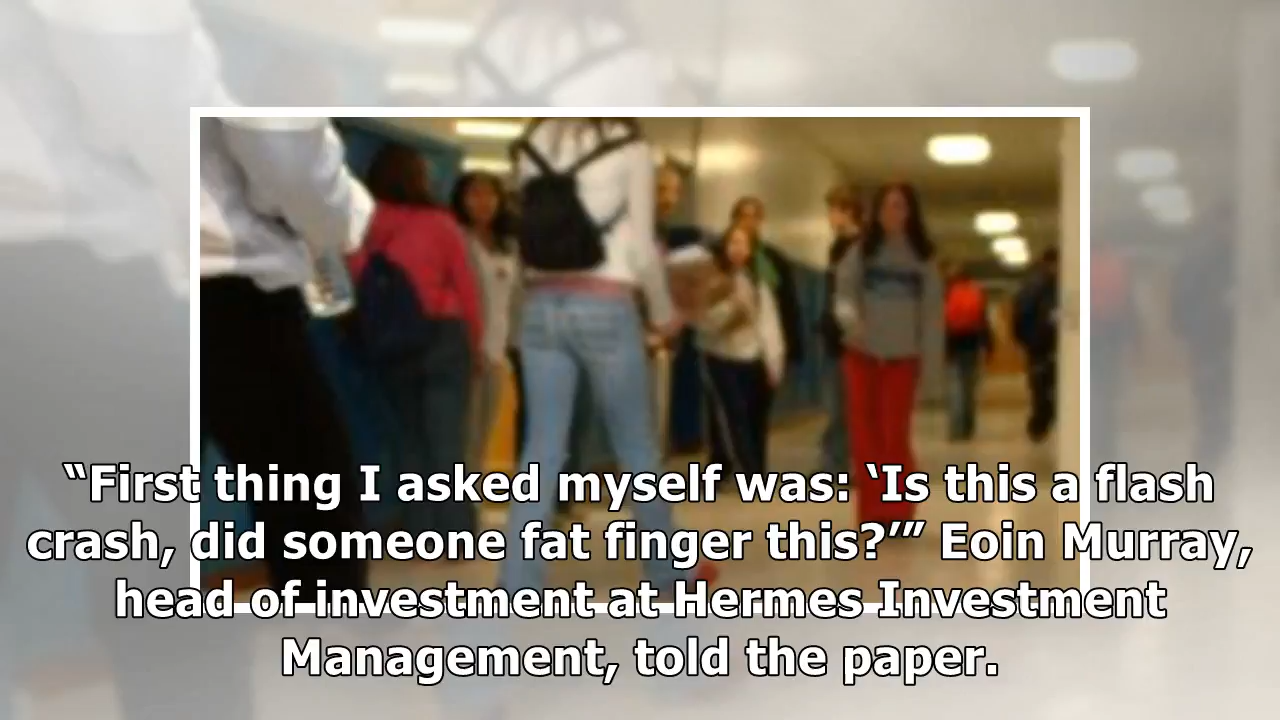 “First thing I asked myself was: ‘Is this a flash
crash, did someone fat finger this?’” Eoin Murray,
head of investment at Hermes Investment
Management, told the paper.